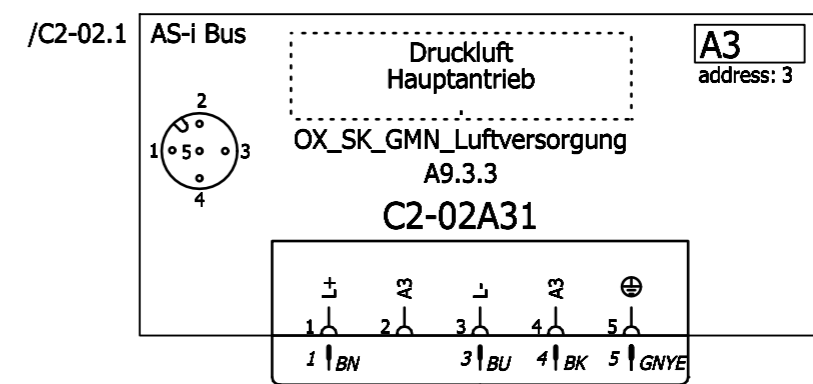 /C2-02.1 AS-i Bus
Druckluft
Hauptantrieb
A3
address: 3
2
1 5 3
4
OX_SK_GMN_Luftversorgung
A9.3.3
C2-02A31
L+ A3 L- A3
1 2 3 4 5
1 BN 3 BU 4 BK 5 GNYE